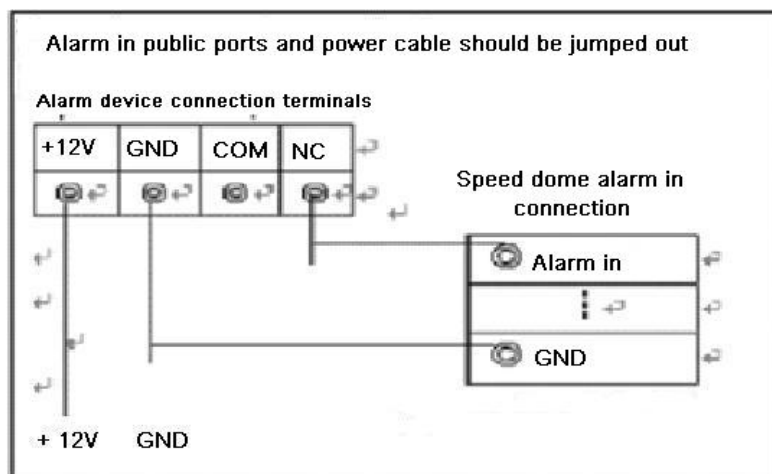 Alarm in public ports and power cable should be jumped out
Alarm device connection terminals
+12V GND COM NC
Speed dome alarm in
connection
Alarm in
GND
+ 12V GND